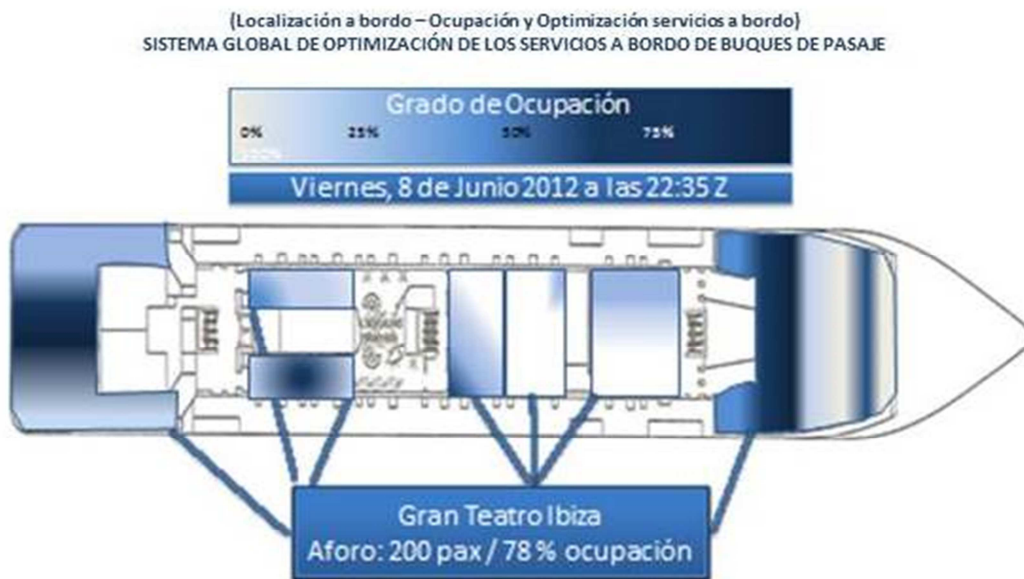 (Localización a bordo – Ocupación y Optimización servicios a bordo)
SISTEMA GLOBAL DE OPTIMIZACIÓN DE LOS SERVICIOS A BORDO DE BUQUES DE PASAJE
Grado de Ocupación
0% 25% 50% 75%
100%
Viernes, 8 de Junio 2012 a las 22:35 Z
Gran Teatro Ibiza
Aforo: 200 pax / 78 % ocupación